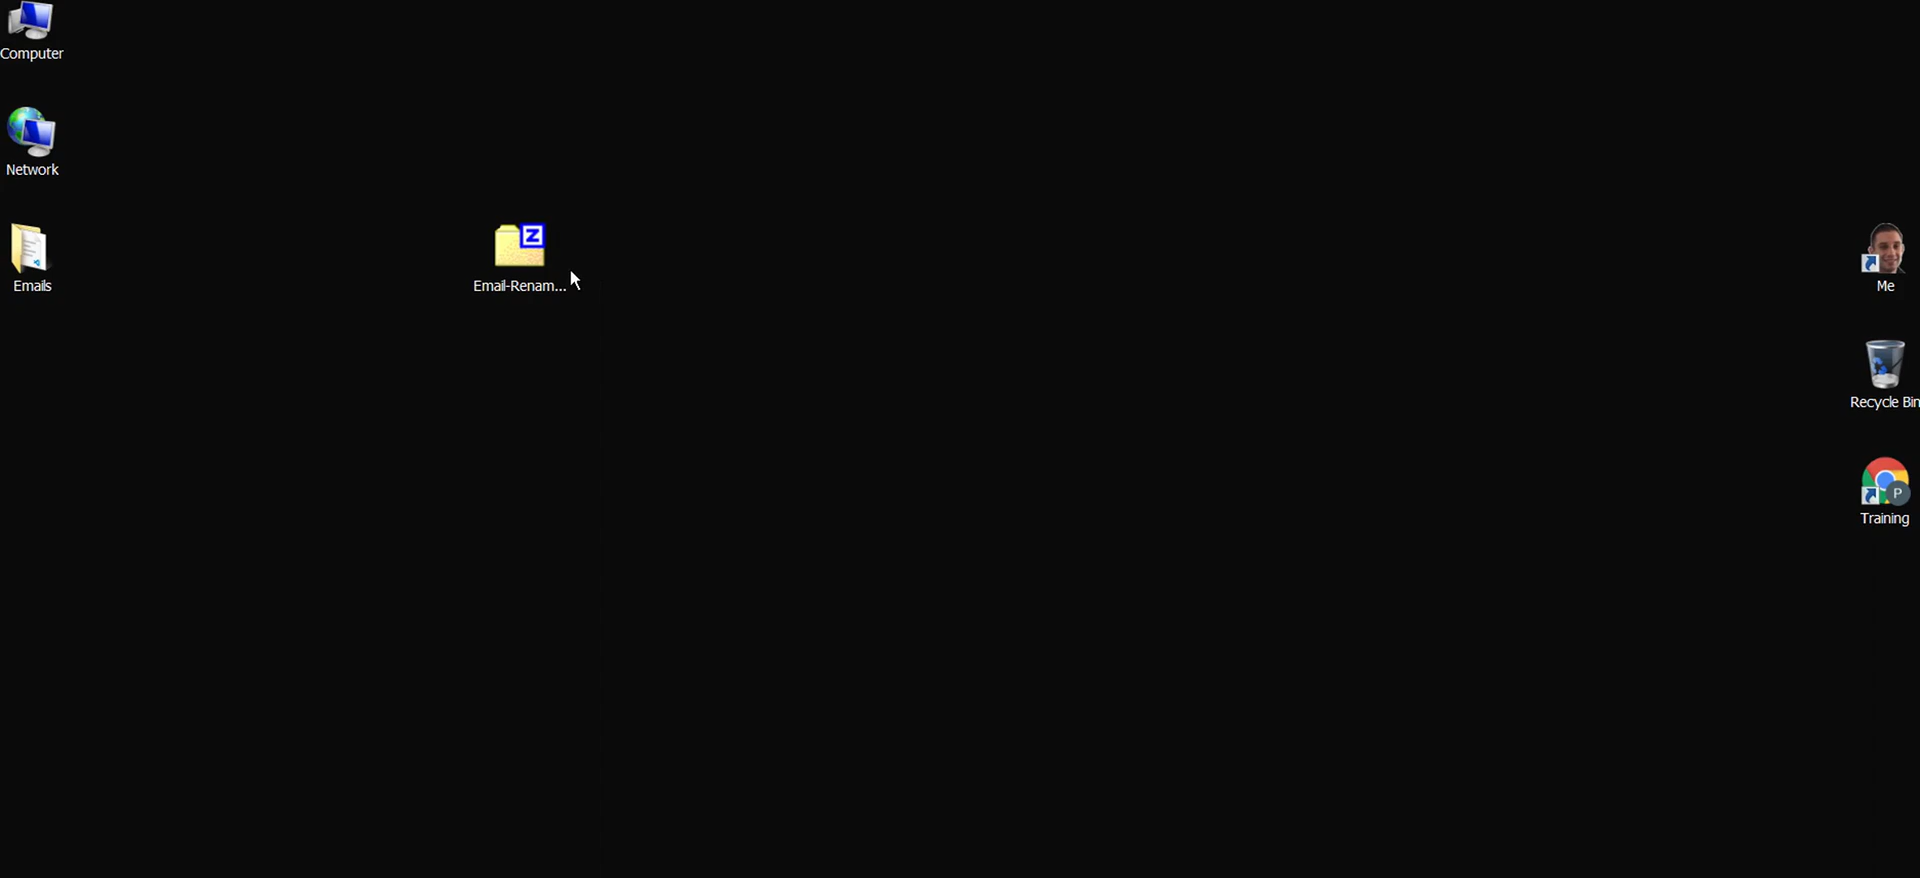 Computer
Network
Emails
Z
Email-Renam...
Me
Recycle Bin
P
Training